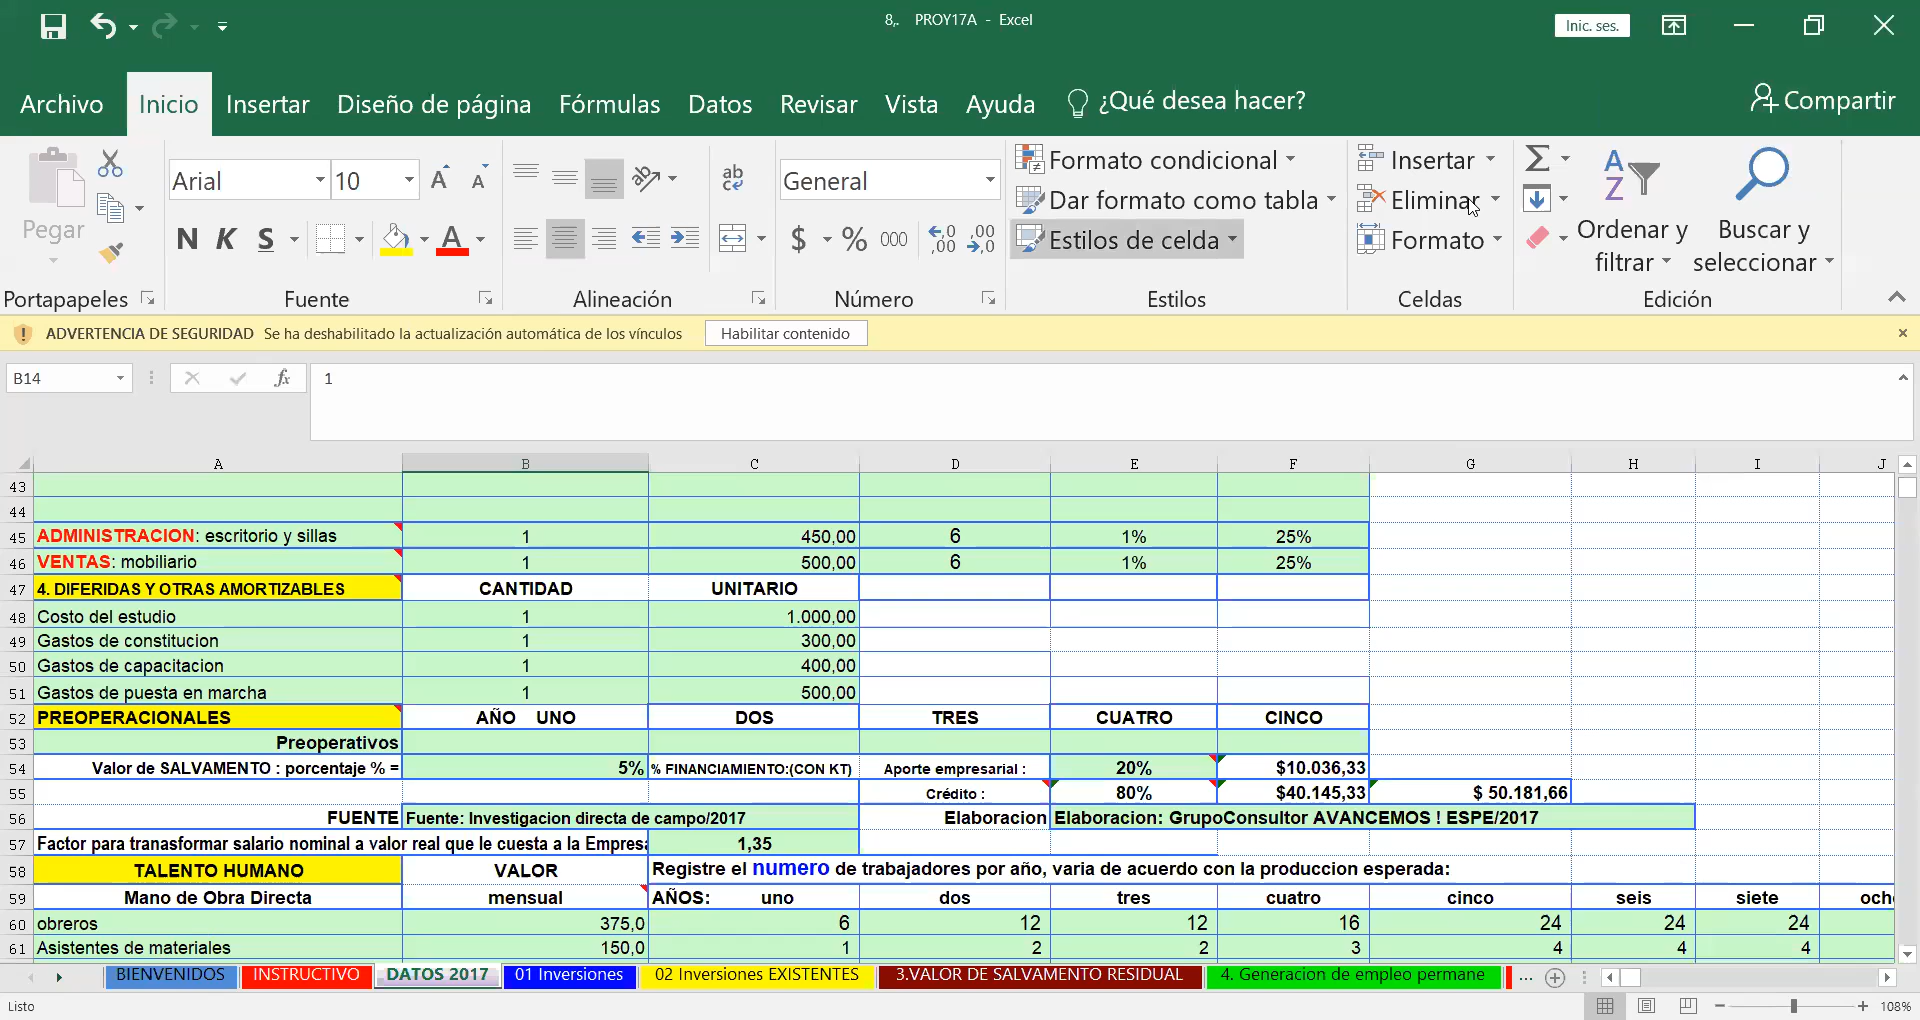 8,. PROY17A - Excel
Inic. ses.
Archivo Inicio Insertar Diseño de página Fórmulas Datos Revisar Vista Ayuda ¿Qué desea hacer? Compartir
Pegar
Portapapeles
Arial 10
N K S
Fuente
Alineación
General
$ % 000
Número
Formato condicional
Dar formato como tabla
Estilos de celda
Estilos
Insertar
Eliminar
Formato
Celdas
Ordenar y filtrar
Buscar y seleccionar
Edición
ADVERTENCIA DE SEGURIDAD Se ha deshabilitado la actualización automática de los vínculos Habilitar contenido
B14 fx 1
A B C D E F G H I J
43
44
45 ADMINISTRACION: escritorio y sillas 1 450,00 6 1% 25%
46 VENTAS: mobiliario 1 500,00 6 1% 25%
47 4. DIFERIDAS Y OTRAS AMORTIZABLES CANTIDAD UNITARIO
48 Costo del estudio 1 1.000,00
49 Gastos de constitucion 1 300,00
50 Gastos de capacitacion 1 400,00
51 Gastos de puesta en marcha 1 500,00
52 PREOPERACIONALES AÑO UNO DOS TRES CUATRO CINCO
53 Preoperativos
54 Valor de SALVAMENTO : porcentaje % = 5% % FINANCIAMIENTO:(CON KT) Aporte empresarial : 20% $10.036,33
55 Crédito : 80% $40.145,33 $ 50.181,66
56 FUENTE Fuente: Investigacion directa de campo/2017 Elaboracion Elaboracion: GrupoConsultor AVANCEMOS ! ESPE/2017
57 Factor para tranasformar salario nominal a valor real que le cuesta a la Empresa 1,35
58 TALENTO HUMANO VALOR Registre el numero de trabajadores por año, varia de acuerdo con la produccion esperada:
59 Mano de Obra Directa mensual AÑOS: uno dos tres cuatro cinco seis siete och
60 obreros 375,0 6 12 12 16 24 24 24
61 Asistentes de materiales 150,0 1 2 2 3 4 4 4
BIENVENIDOS INSTRUCTIVO DATOS 2017 01 Inversiones 02 Inversiones EXISTENTES 3.VALOR DE SALVAMENTO RESIDUAL 4. Generacion de empleo permane ...
Listo 108%